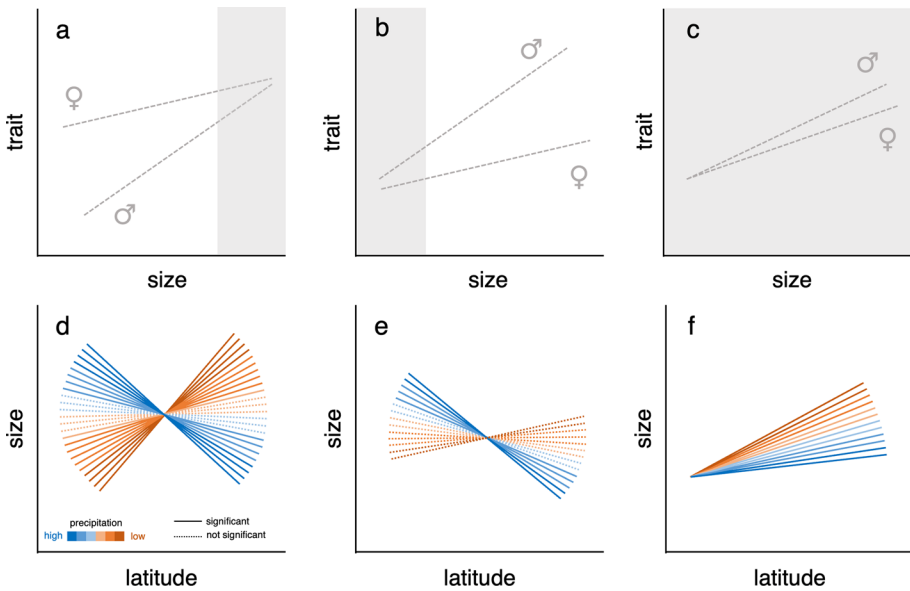 a
b
c
♀
♂
♂
♀
♂
♀
trait
trait
trait
size
size
size
d
e
f
size
size
size
precipitation
high
low
significant
not significant
latitude
latitude
latitude